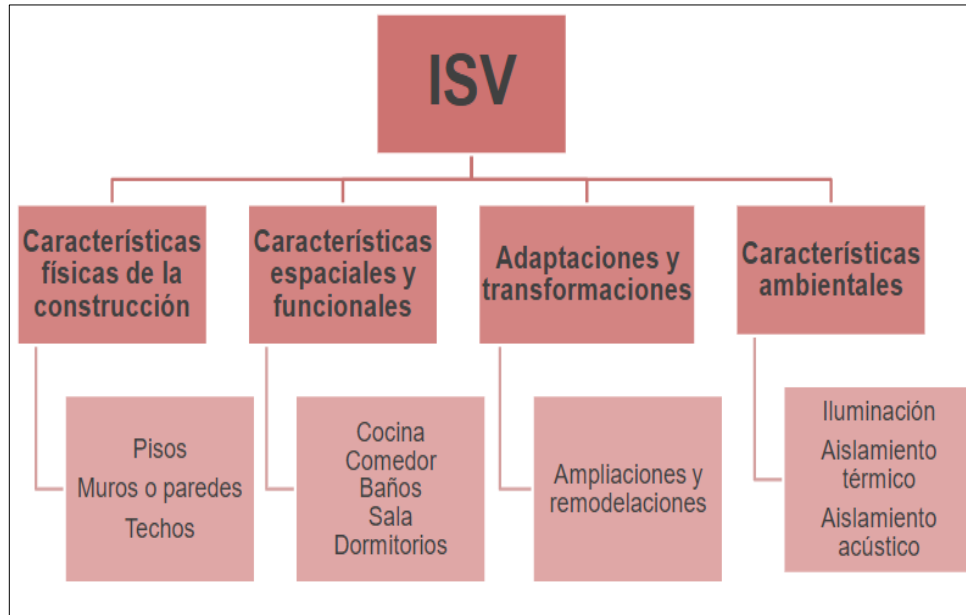 ISV
Características
físicas de la
construcción
Características
espaciales y
funcionales
Adaptaciones y
transformaciones
Características
ambientales
Pisos
Muros o paredes
Techos
Cocina
Comedor
Baños
Sala
Dormitorios
Ampliaciones y
remodelaciones
Iluminación
Aislamiento
térmico
Aislamiento
acústico